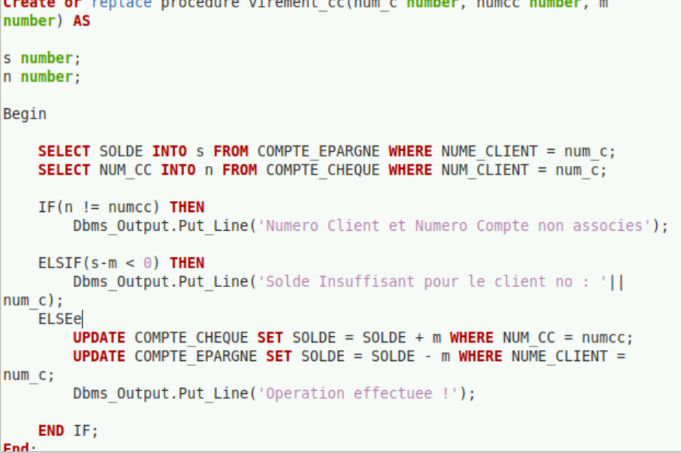 Create or replace procedure virement_cc(num_c number, numcc number, m
number) AS
s number;
n number;
Begin
SELECT SOLDE INTO s FROM COMPTE_EPARGNE WHERE NUME_CLIENT = num_c;
SELECT NUM_CC INTO n FROM COMPTE_CHEQUE WHERE NUM_CLIENT = num_c;
IF(n != numcc) THEN
Dbms_Output.Put_Line('Numero Client et Numero Compte non associes');
ELSIF(s-m < 0) THEN
Dbms_Output.Put_Line('Solde Insuffisant pour le client no : '||
num_c);
ELSEe
UPDATE COMPTE_CHEQUE SET SOLDE = SOLDE + m WHERE NUM_CC = numcc;
UPDATE COMPTE_EPARGNE SET SOLDE = SOLDE - m WHERE NUME_CLIENT =
num_c;
Dbms_Output.Put_Line('Operation effectuee !');
END IF;
End;